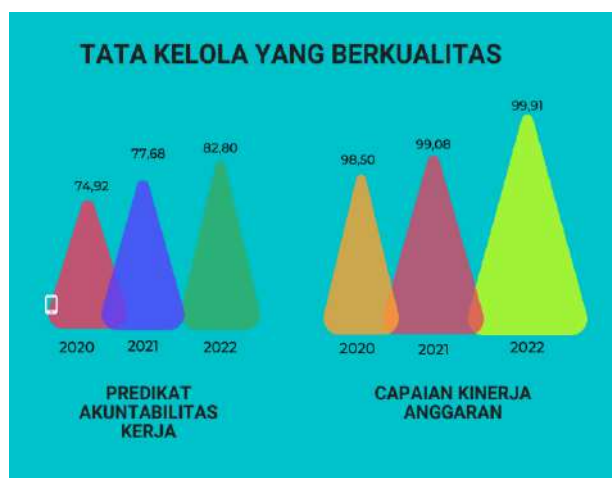 TATA KELOLA YANG BERKUALITAS
74,92
77,68
82,80
2020
2021
2022
PREDIKAT
AKUNTABILITAS
KERJA
98,50
99,08
99,91
2020
2021
2022
CAPAIAN KINERJA
ANGGARAN